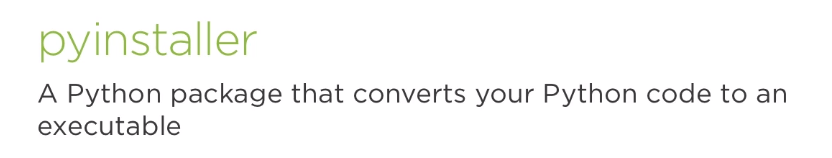 pyinstaller
A Python package that converts your Python code to an
executable